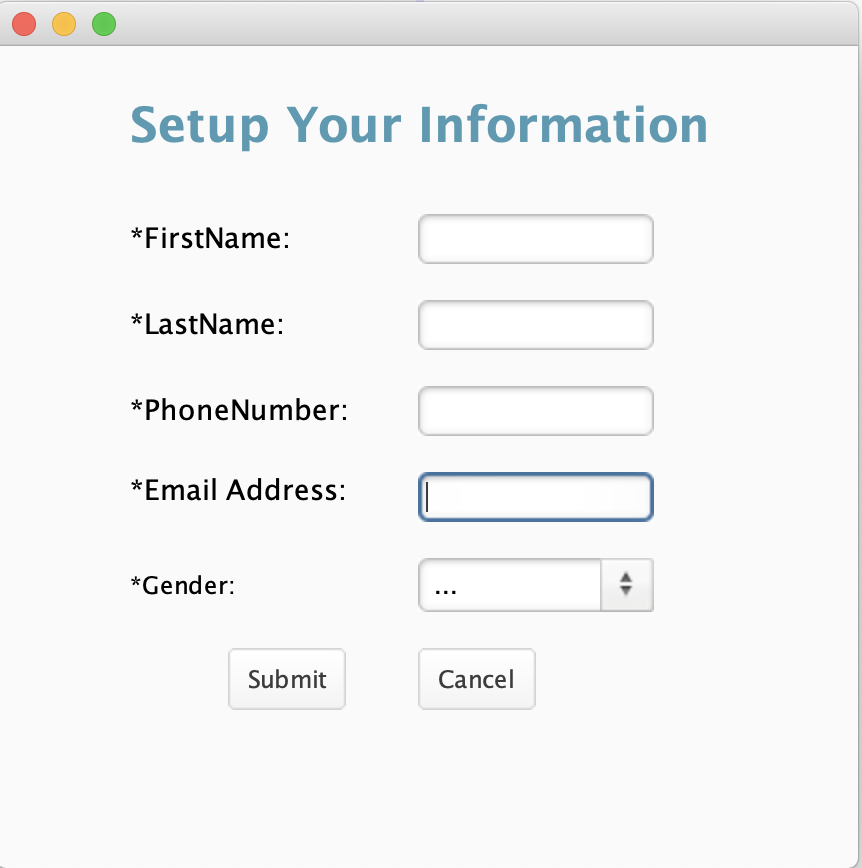 Setup Your Information
*FirstName:
*LastName:
*PhoneNumber:
*Email Address:
*Gender:
...
Submit
Cancel